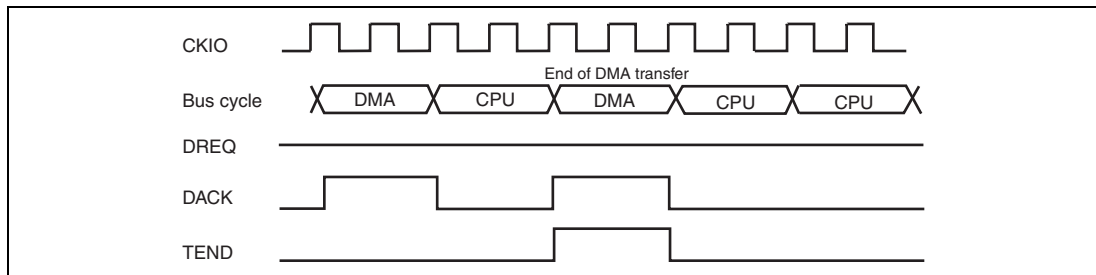 CKIO
End of DMA transfer
Bus cycle DMA CPU DMA CPU CPU
DREQ
DACK
TEND